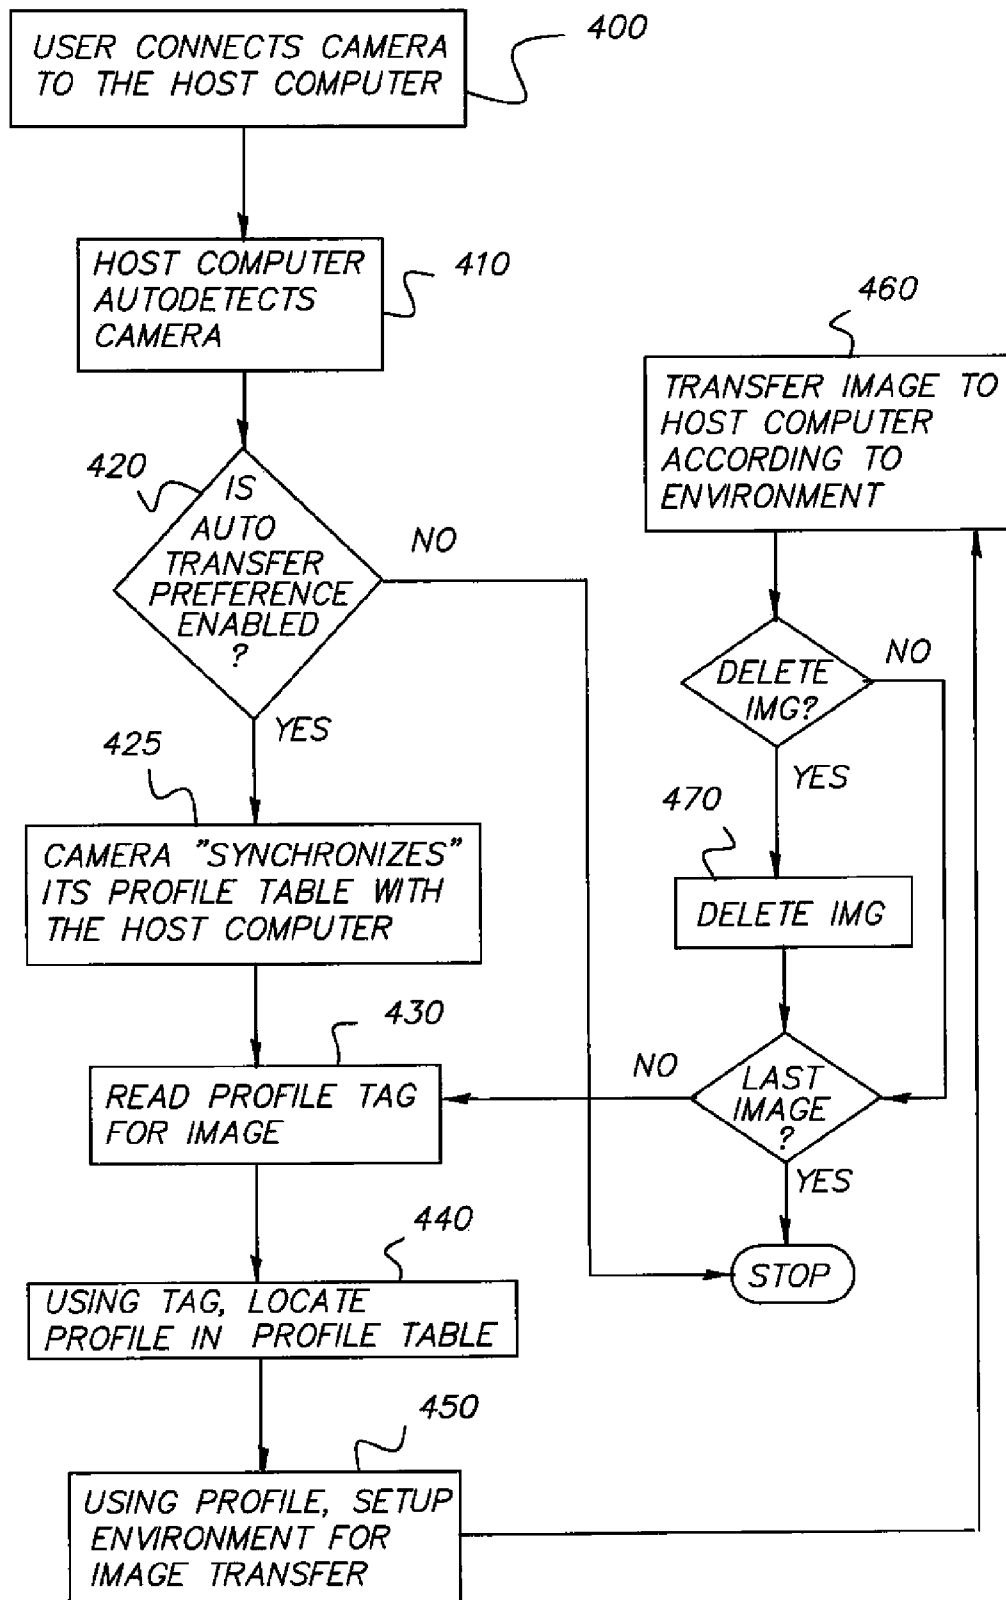 USER CONNECTS CAMERA
TO THE HOST COMPUTER
400
HOST COMPUTER
AUTODETECTS
CAMERA
410
420
IS
AUTO
TRANSFER
PREFERENCE
ENABLED
?
NO
YES
425
CAMERA "SYNCHRONIZES"
ITS PROFILE TABLE WITH
THE HOST COMPUTER
430
READ PROFILE TAG
FOR IMAGE
440
USING TAG, LOCATE
PROFILE IN PROFILE TABLE
450
USING PROFILE, SETUP
ENVIRONMENT FOR
IMAGE TRANSFER
460
TRANSFER IMAGE TO
HOST COMPUTER
ACCORDING TO
ENVIRONMENT
DELETE
IMG?
NO
YES
470
DELETE IMG
LAST
IMAGE
?
NO
YES
STOP